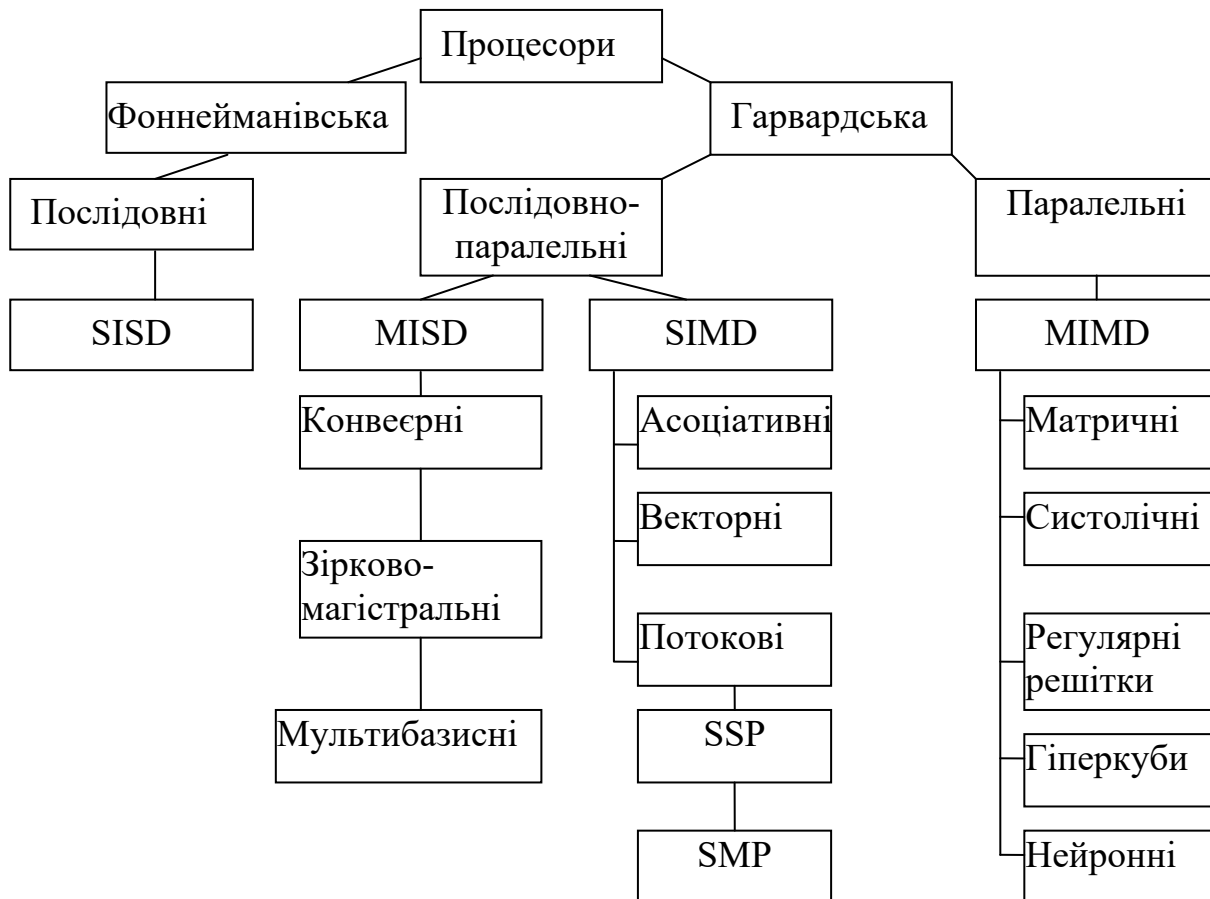 Процесори
Фоннейманівська
Гарвардська
Послідовні
Послідовно-
паралельні
Паралельні
SISD
MISD
SIMD
MIMD
Конвеєрні
Асоціативні
Матричні
Векторні
Систолічні
Зірково-
магістральні
Потокові
Регулярні
решітки
Мультибазисні
SSP
Гіперкуби
SMP
Нейронні